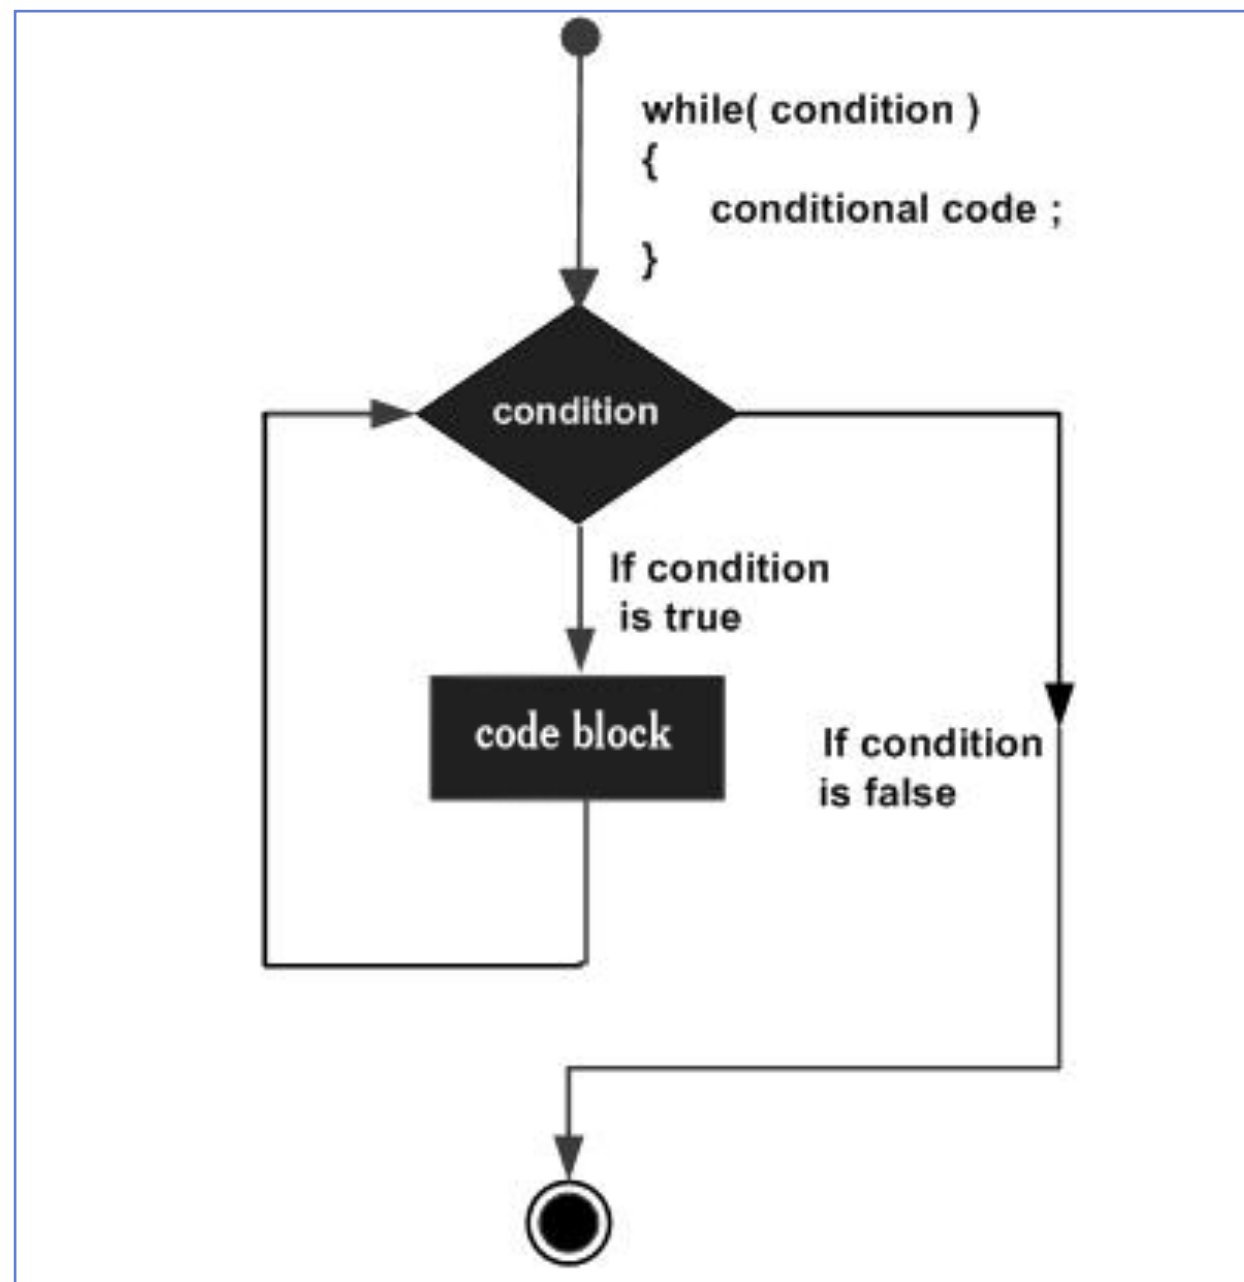 while( condition )
{
conditional code ;
}
condition
If condition
is true
code block
If condition
is false